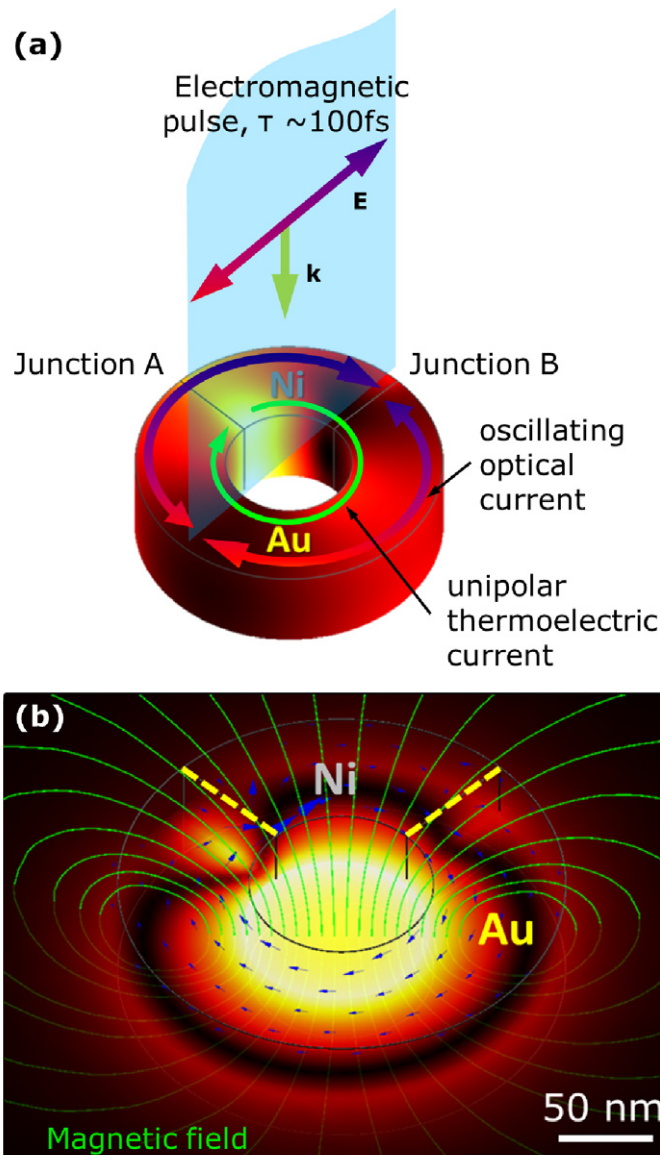 (a)
Electromagnetic
pulse, τ ~100fs
E
k
Junction A
Junction B
Ni
oscillating
optical
current
Au
unipolar
thermoelectric
current
(b)
Ni
Au
50 nm
Magnetic field